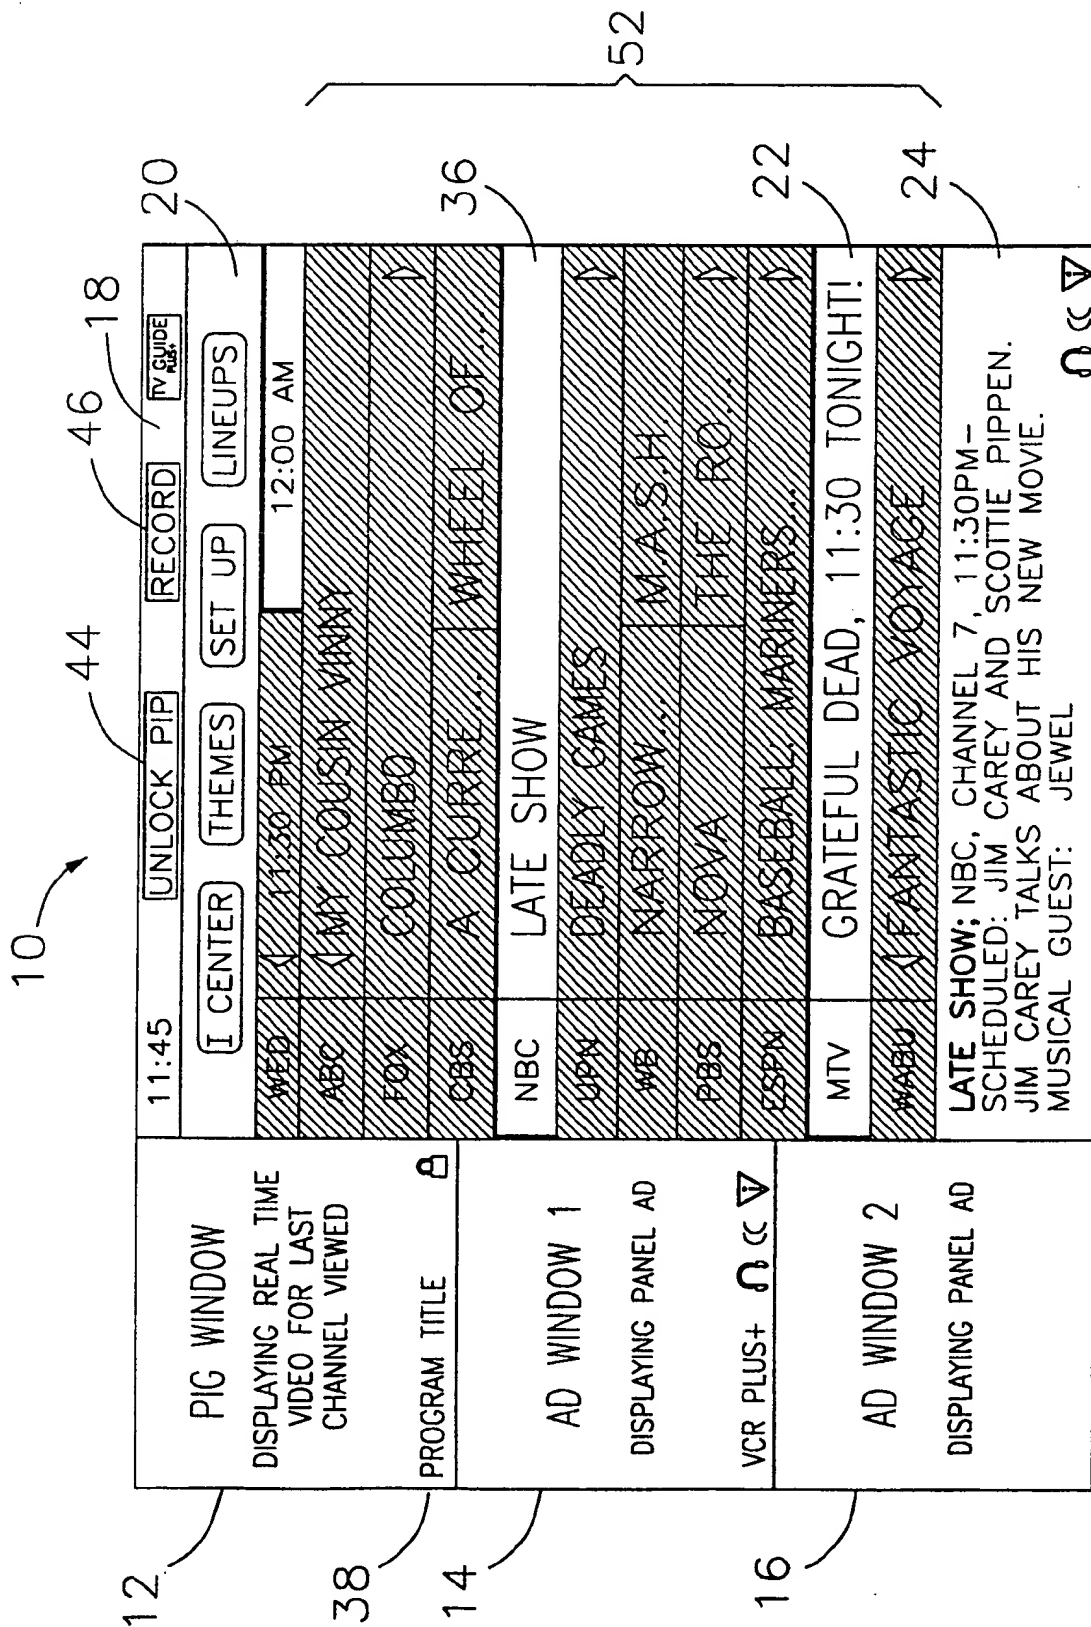 10
44
46
18
20
36
52
22
24
12
38
14
16
11:45 UNLOCK PIP RECORD TV GUIDE PLUS+
I CENTER THEMES SET UP LINEUPS
WED 11:30 PM 12:00 AM
ABC MY COUSIN VINNY
FOX COLUMBO
CBS A CURRE... WHEEL OF...
NBC LATE SHOW
UPN DEADLY GAMES
WB NARROW... M.A.S.H.
PBS NOVA THE RO...
ESPN BASEBALL: MARINERS...
MTV GRATEFUL DEAD, 11:30 TONIGHT!
WABU FANTASTIC VOYAGE
LATE SHOW; NBC, CHANNEL 7, 11:30PM-
SCHEDULED: JIM CAREY AND SCOTTIE PIPPEN.
JIM CAREY TALKS ABOUT HIS NEW MOVIE.
MUSICAL GUEST: JEWEL
CC i
PIG WINDOW
DISPLAYING REAL TIME
VIDEO FOR LAST
CHANNEL VIEWED
PROGRAM TITLE
AD WINDOW 1
DISPLAYING PANEL AD
VCR PLUS+ CC i
AD WINDOW 2
DISPLAYING PANEL AD